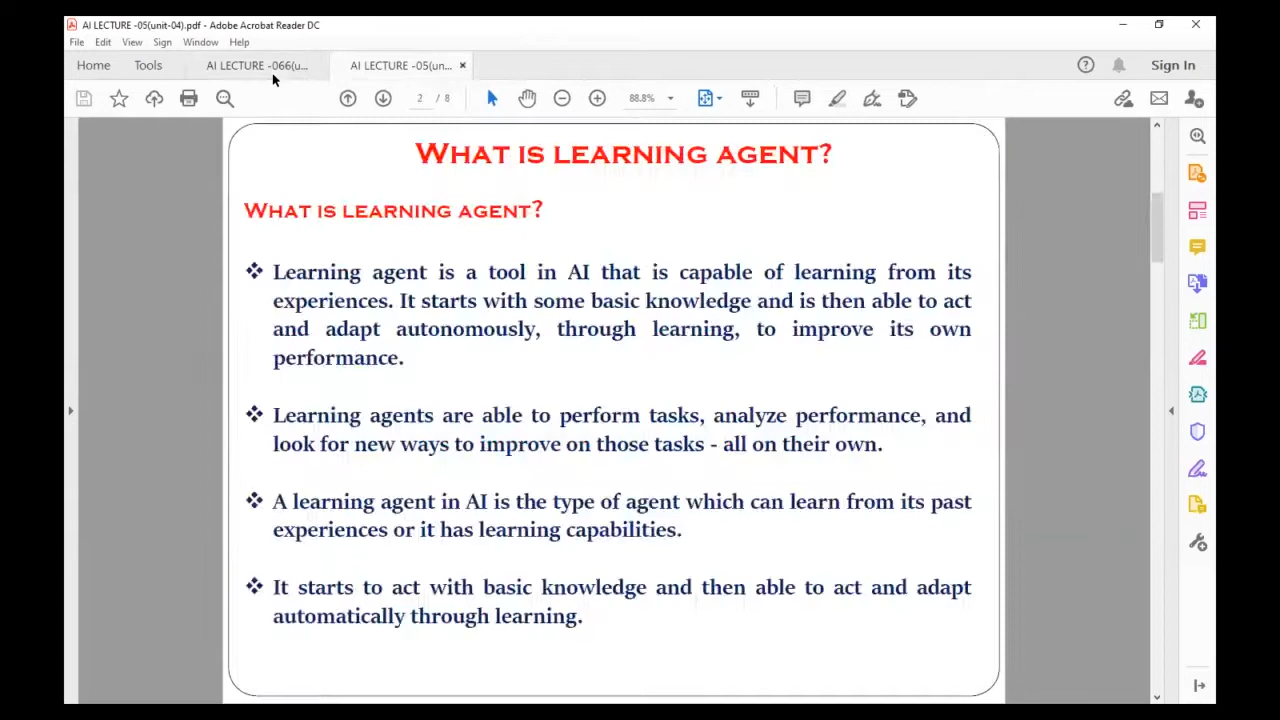 AI LECTURE -05(unit-04).pdf - Adobe Acrobat Reader DC
File Edit View Sign Window Help
Home Tools AI LECTURE -066(u... AI LECTURE -05(un... Sign In
2 / 8 88.8%
WHAT IS LEARNING AGENT?
WHAT IS LEARNING AGENT?
Learning agent is a tool in AI that is capable of learning from its
experiences. It starts with some basic knowledge and is then able to act
and adapt autonomously, through learning, to improve its own
performance.
Learning agents are able to perform tasks, analyze performance, and
look for new ways to improve on those tasks - all on their own.
A learning agent in AI is the type of agent which can learn from its past
experiences or it has learning capabilities.
It starts to act with basic knowledge and then able to act and adapt
automatically through learning.